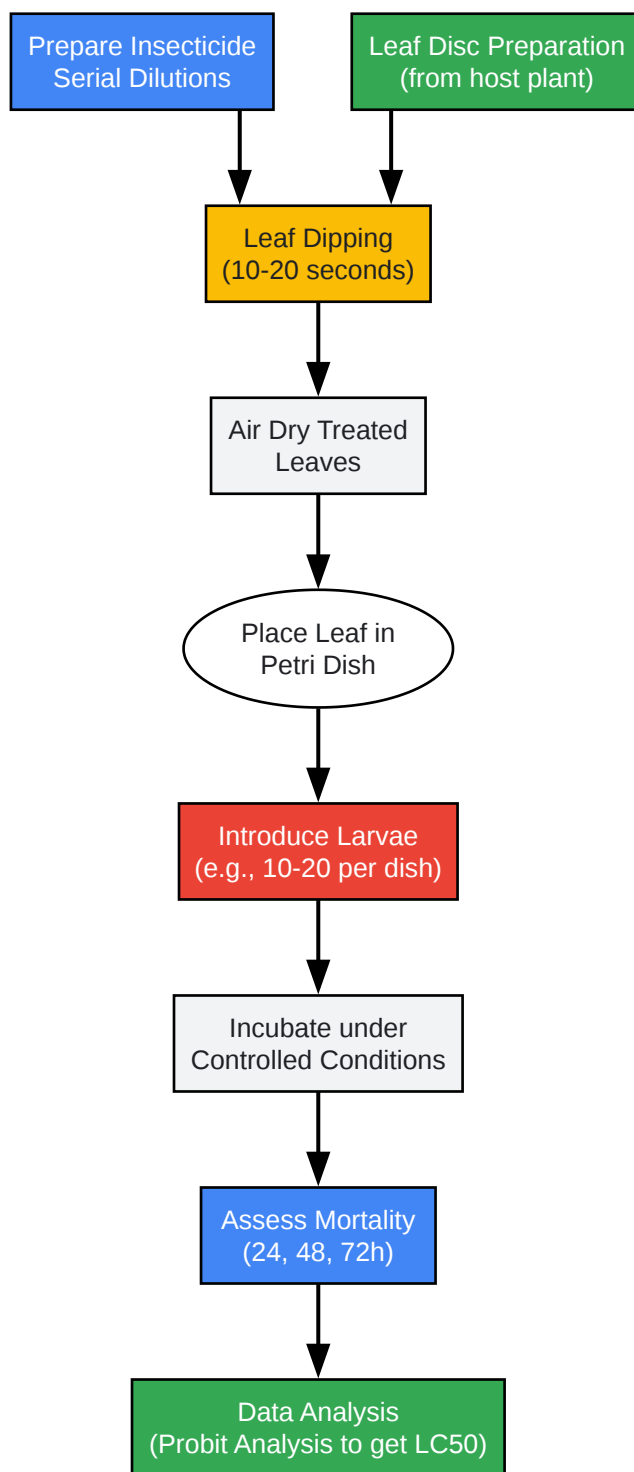 Prepare Insecticide
Serial Dilutions
Leaf Disc Preparation
(from host plant)
Leaf Dipping
(10-20 seconds)
Air Dry Treated
Leaves
Place Leaf in
Petri Dish
Introduce Larvae
(e.g., 10-20 per dish)
Incubate under
Controlled Conditions
Assess Mortality
(24, 48, 72h)
Data Analysis
(Probit Analysis to get LC50)